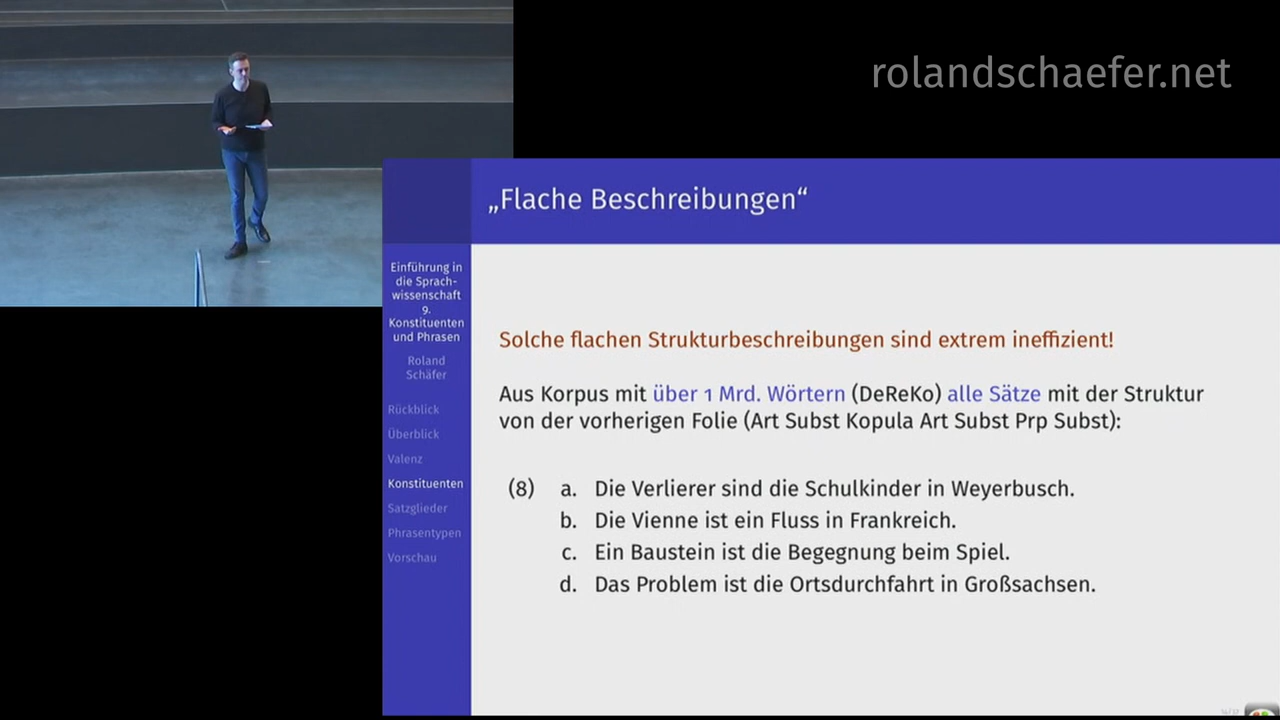 rolandschaefer.net
„Flache Beschreibungen“
Einführung in
die Sprach-
wissenschaft
9.
Konstituenten
und Phrasen
Roland
Schäfer
Rückblick
Überblick
Valenz
Konstituenten
Satzglieder
Phrasentypen
Vorschau
Solche flachen Strukturbeschreibungen sind extrem ineffizient!
Aus Korpus mit über 1 Mrd. Wörtern (DeReKo) alle Sätze mit der Struktur
von der vorherigen Folie (Art Subst Kopula Art Subst Prp Subst):
(8) a. Die Verlierer sind die Schulkinder in Weyerbusch.
b. Die Vienne ist ein Fluss in Frankreich.
c. Ein Baustein ist die Begegnung beim Spiel.
d. Das Problem ist die Ortsdurchfahrt in Großsachsen.